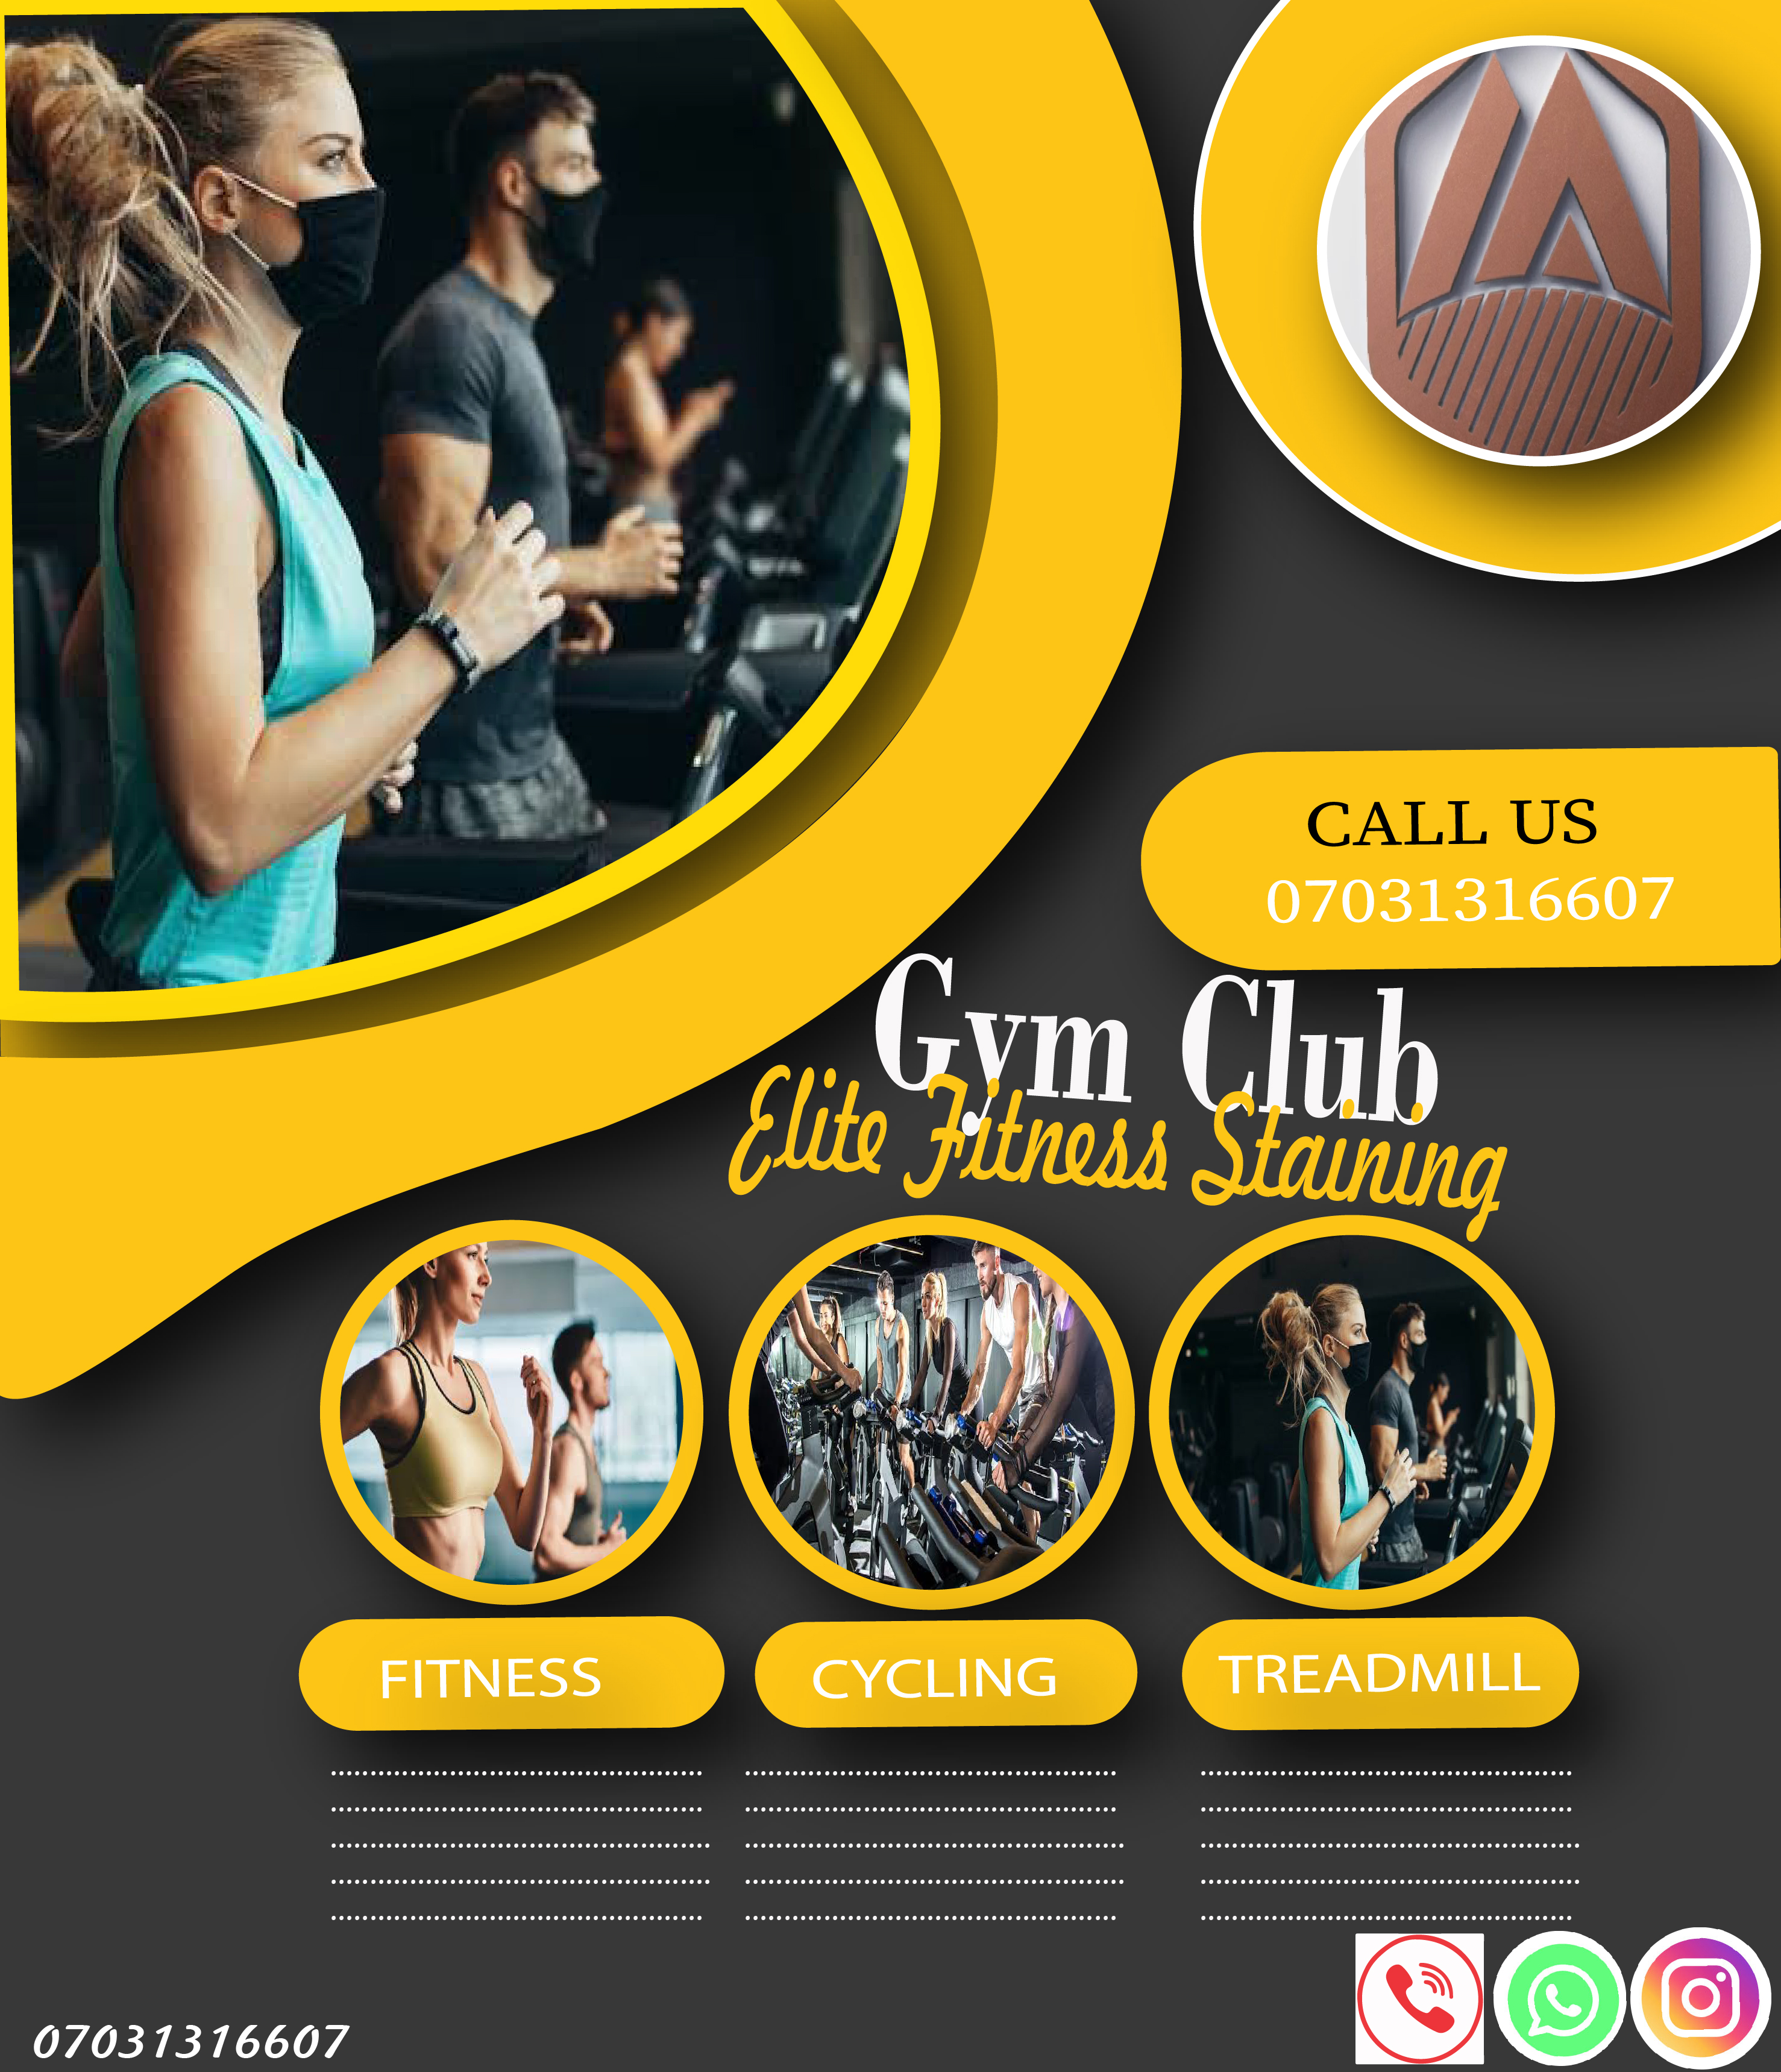 CALL US
07031316607
Gym Club
Elite Fitness Staining
FITNESS
CYCLING
TREADMILL
07031316607